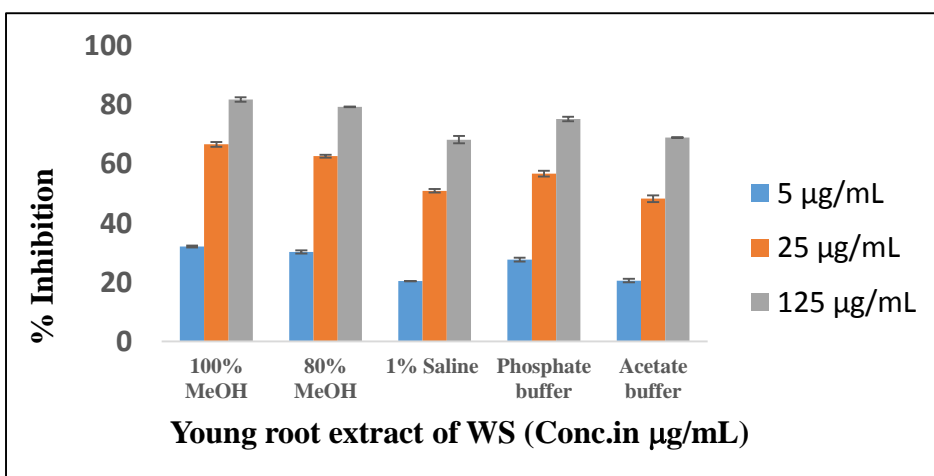 100
80
60
40
20
0
% Inhibition
100%
MeOH
80%
MeOH
1% Saline
Phosphate
buffer
Acetate
buffer
Young root extract of WS (Conc.in µg/mL)
5 µg/mL
25 µg/mL
125 µg/mL